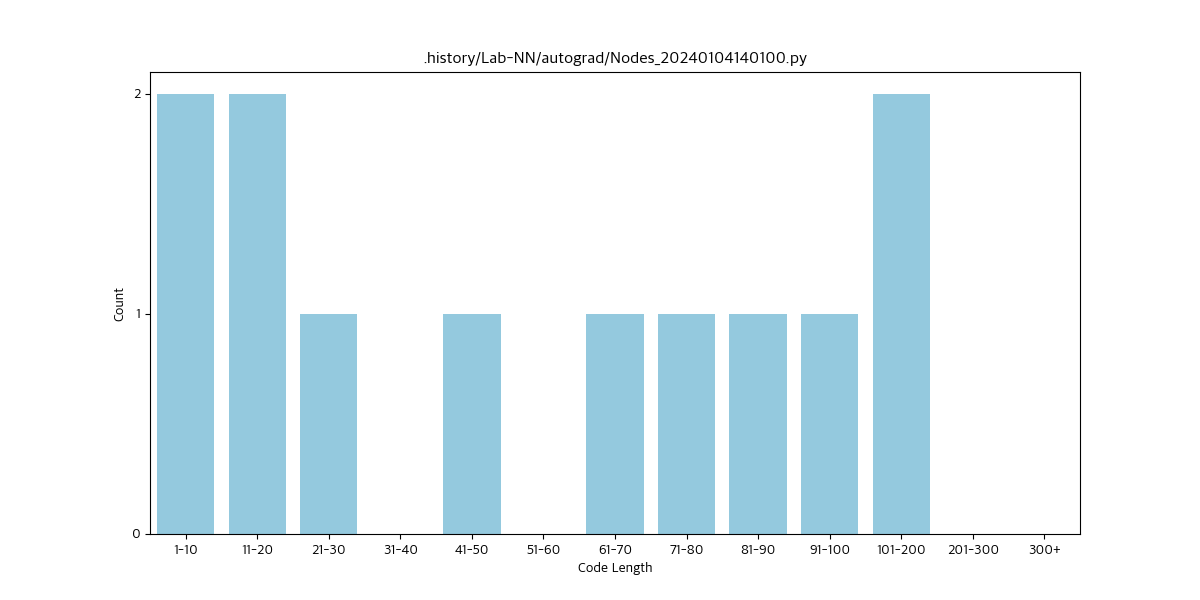 .history/Lab-NN/autograd/Nodes_20240104140100.py
2
1
0
Count
1-10 11-20 21-30 31-40 41-50 51-60 61-70 71-80 81-90 91-100 101-200 201-300 300+
Code Length